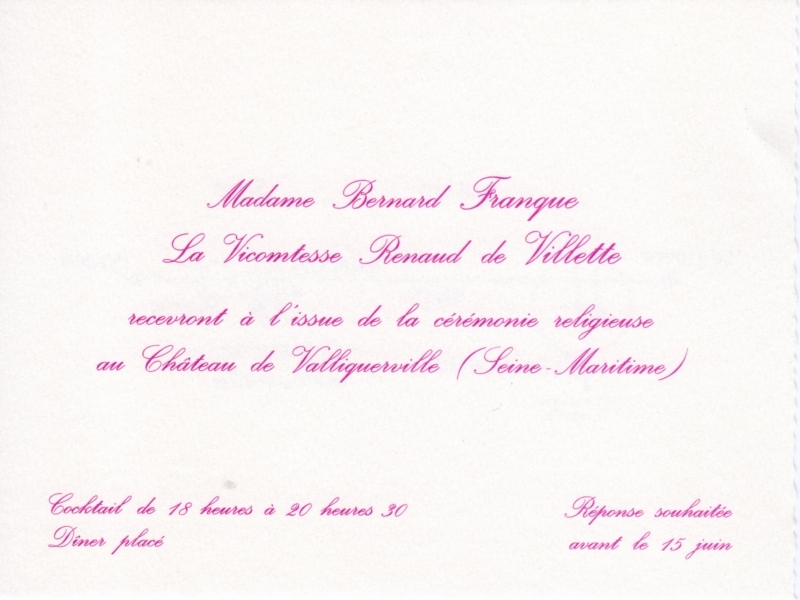 Madame Bernard Franque
La Vicomtesse Renaud de Villette
recevront à l'issue de la cérémonie religieuse
au Château de Valliquerville (Seine-Maritime)
Cocktail de 18 heures à 20 heures 30
Dîner placé
Réponse souhaitée
avant le 15 juin